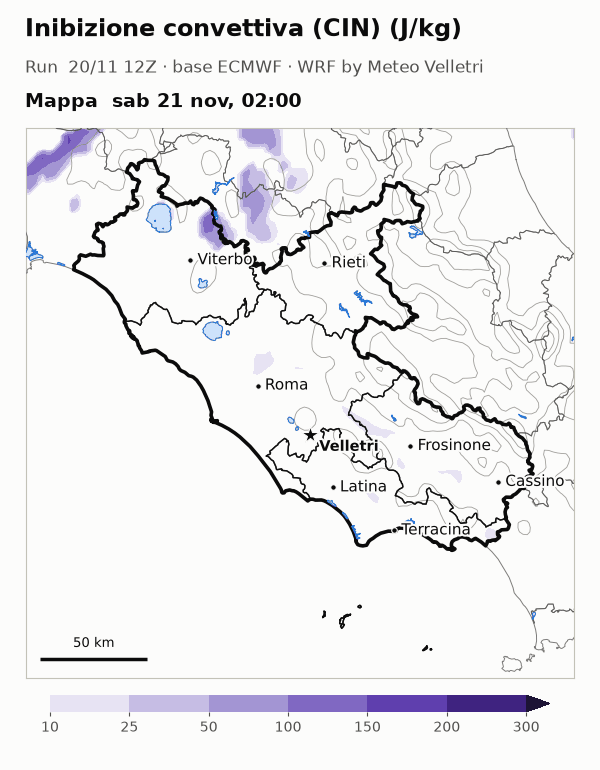 Inibizione convettiva (CIN) (J/kg)
Run  20/11 12Z · base ECMWF · WRF by Meteo Velletri
Mappa  sab 21 nov, 02:00
Viterbo
Rieti
Roma
Velletri
Frosinone
Latina
Cassino
Terracina
50 km
10 25 50 100 150 200 300